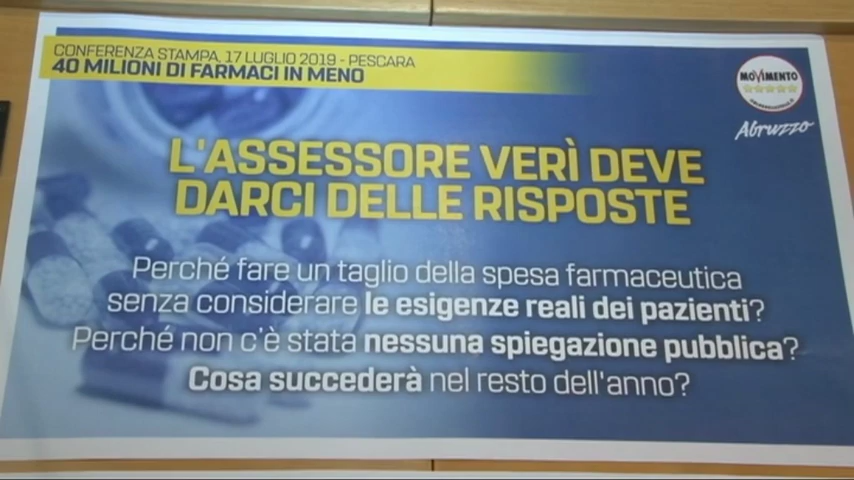 CONFERENZA STAMPA, 17 LUGLIO 2019 - PESCARA
40 MILIONI DI FARMACI IN MENO
MOVIMENTO
Abruzzo
L'ASSESSORE VERÌ DEVE
DARCI DELLE RISPOSTE
Perché fare un taglio della spesa farmaceutica
senza considerare le esigenze reali dei pazienti?
Perché non c'è stata nessuna spiegazione pubblica?
Cosa succederà nel resto dell'anno?